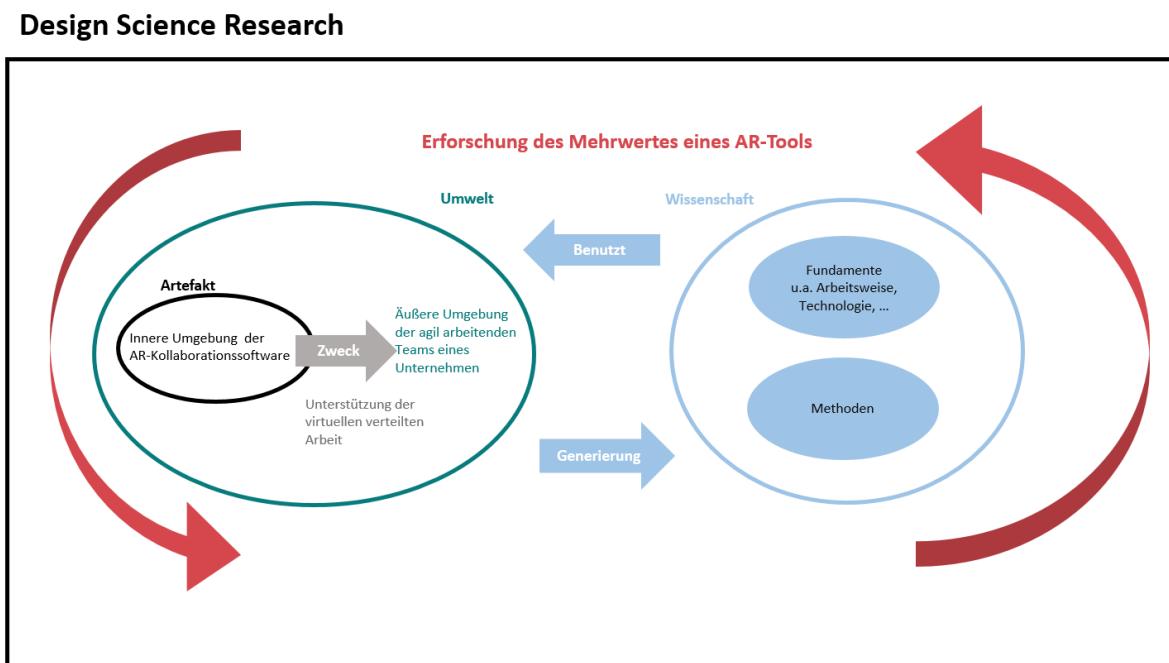 Design Science Research
Erforschung des Mehrwertes eines AR-Tools
Umwelt
Wissenschaft
Benutzt
Fundamente
u.a. Arbeitsweise,
Technologie, ...
Artefakt
Innere Umgebung der
AR-Kollaborationssoftware
Zweck
Äußere Umgebung
der agil arbeitenden
Teams eines
Unternehmen
Unterstützung der
virtuellen verteilten
Arbeit
Methoden
Generierung